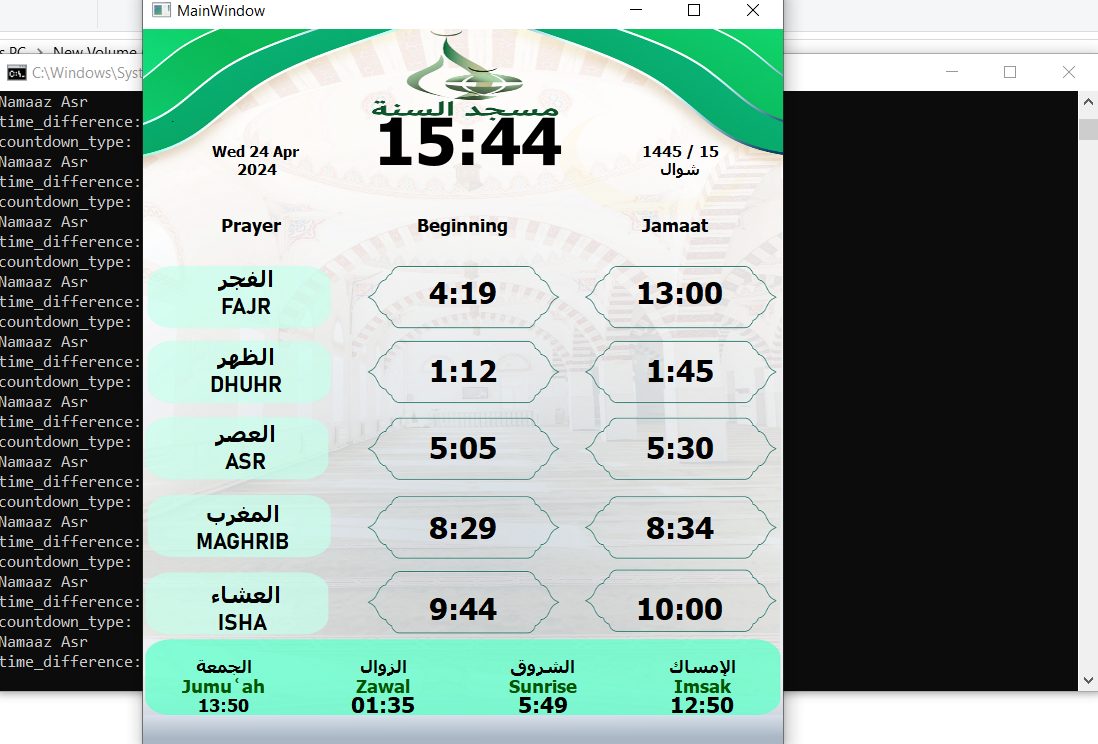 MainWindow
s PC > New Volume
C:\Windows\Syst
مسجد السنة
15:44
Wed 24 Apr
2024
1445 / 15
شوال
Prayer Beginning Jamaat
الفجر
FAJR
4:19 13:00
الظهر
DHUHR
1:12 1:45
العصر
ASR
5:05 5:30
المغرب
MAGHRIB
8:29 8:34
العشاء
ISHA
9:44 10:00
الجمعة
Jumuʿah
13:50
الزوال
Zawal
01:35
الشروق
Sunrise
5:49
الإمساك
Imsak
12:50
Namaaz Asr
time_difference:
countdown_type:
Namaaz Asr
time_difference:
countdown_type:
Namaaz Asr
time_difference:
countdown_type:
Namaaz Asr
time_difference:
countdown_type:
Namaaz Asr
time_difference:
countdown_type:
Namaaz Asr
time_difference:
countdown_type:
Namaaz Asr
time_difference:
countdown_type:
Namaaz Asr
time_difference:
countdown_type:
Namaaz Asr
time_difference:
countdown_type:
Namaaz Asr
time_difference: